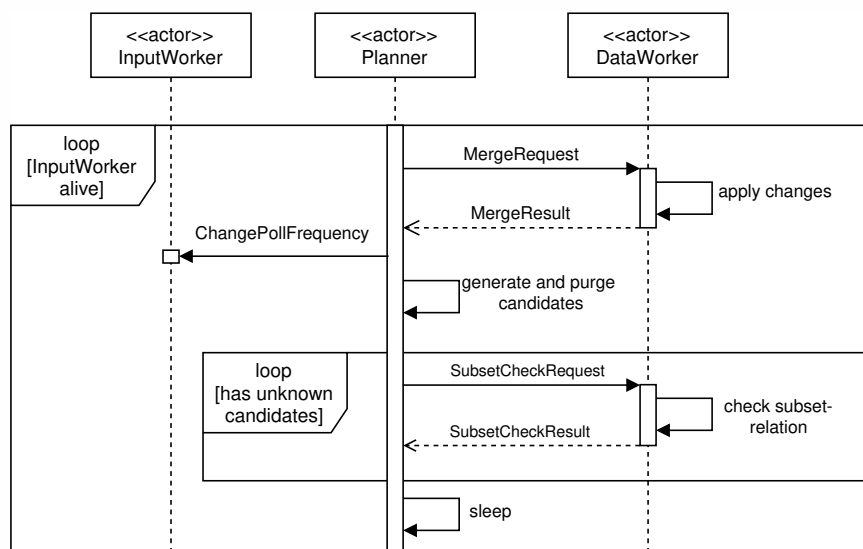 <<actor>>
InputWorker
<<actor>>
Planner
<<actor>>
DataWorker
loop
[InputWorker
alive]
MergeRequest
apply changes
MergeResult
ChangePollFrequency
generate and purge
candidates
loop
[has unknown
candidates]
SubsetCheckRequest
check subset-
relation
SubsetCheckResult
sleep